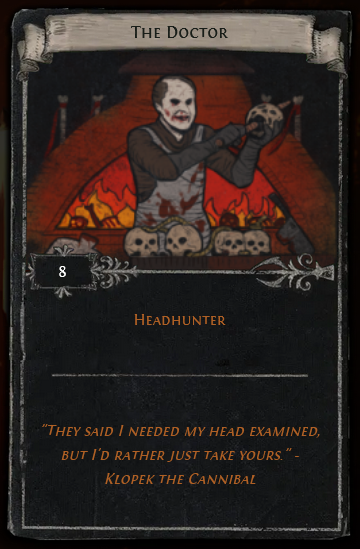 The Doctor
8
Headhunter
"They said I needed my head examined,
but I'd rather just take yours." -
Klopek the Cannibal